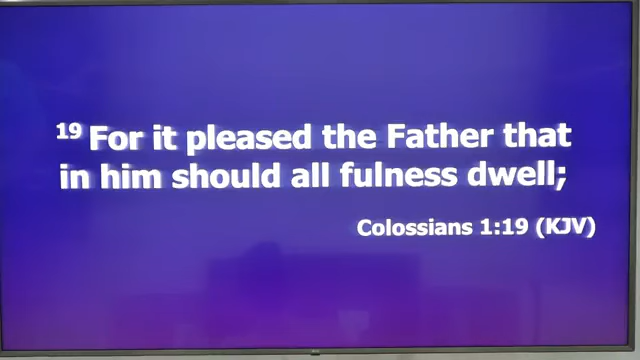 19 For it pleased the Father that
in him should all fulness dwell;
Colossians 1:19 (KJV)